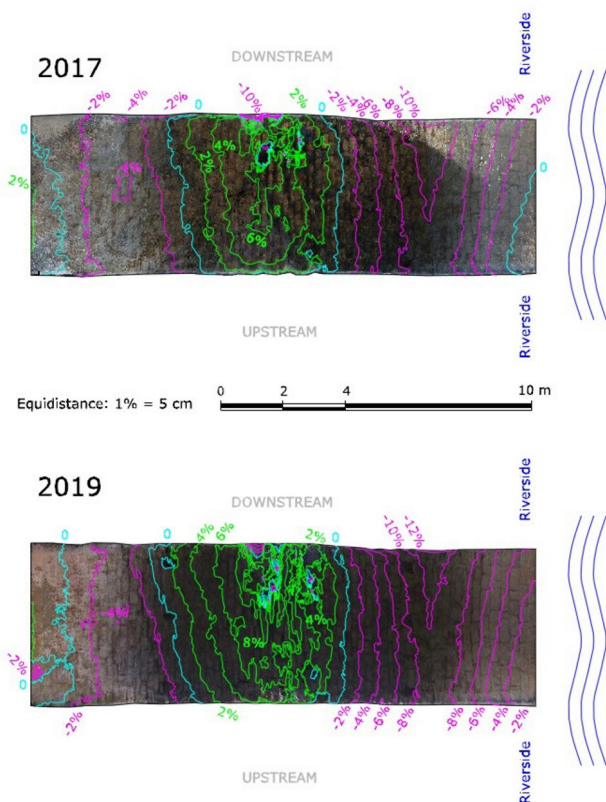 DOWNSTREAM
Riverside
2017
-2% -4% -2% 0 -10% 2% 0 -2% -4% -6% -8% -10% -6% -4% -2%
0 4%
2% 2% -4% 0
6%
UPSTREAM
Riverside
Equidistance: 1% = 5 cm
0 2 4 10 m
2019
DOWNSTREAM
Riverside
0 0 4% 6% 2% 0 -10% -12%
-4% 4%
8%
-2%
0
-2% 2% -2% -4% -6% -8% -8% -6% -4% -2%
UPSTREAM
Riverside